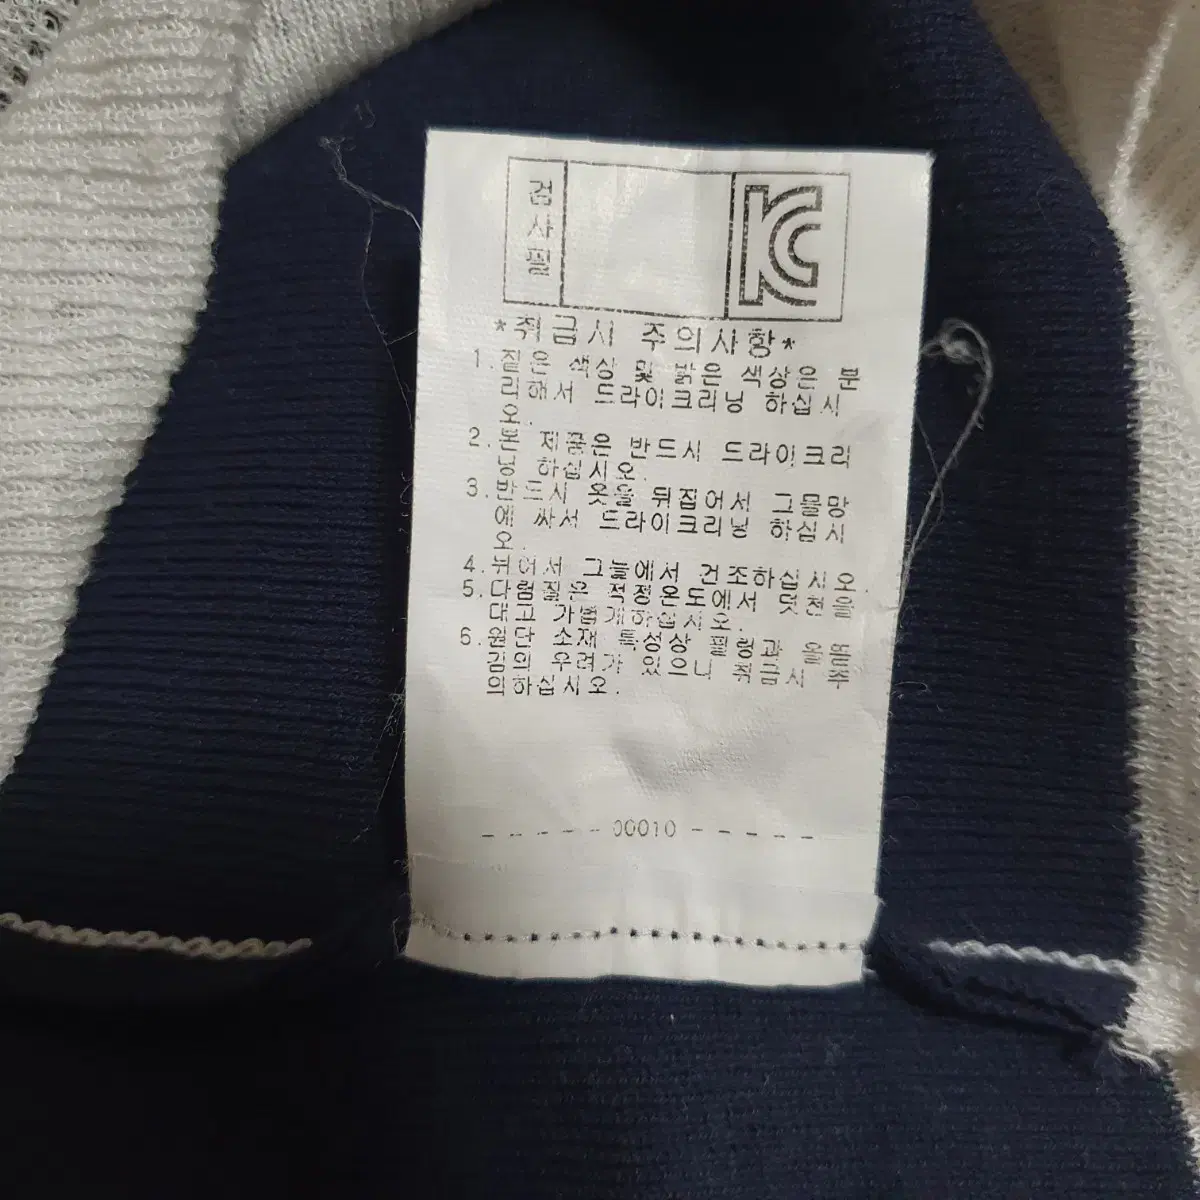 검사필
KC
*취급시 주의사항*
1.짙은 색상 및 밝은 색상은 분
리해서 드라이크리닝 하십시
오.
2.본 제품은 반드시 드라이크리
닝 하십시오.
3.반드시 옷을 뒤집어서 그물망
에 싸서 드라이크리닝 하십시
오.
4.뉘어서 그늘에서 건조하십시오.
5.다림질은 적정온도에서 덧천을
대고 가볍게하십시오.
6.원단 소재 특성상 필링과 올 뜯
김의 우려가 있으니 취급시 주
의하십시오.
- - - - - - 00010 - - - - - -